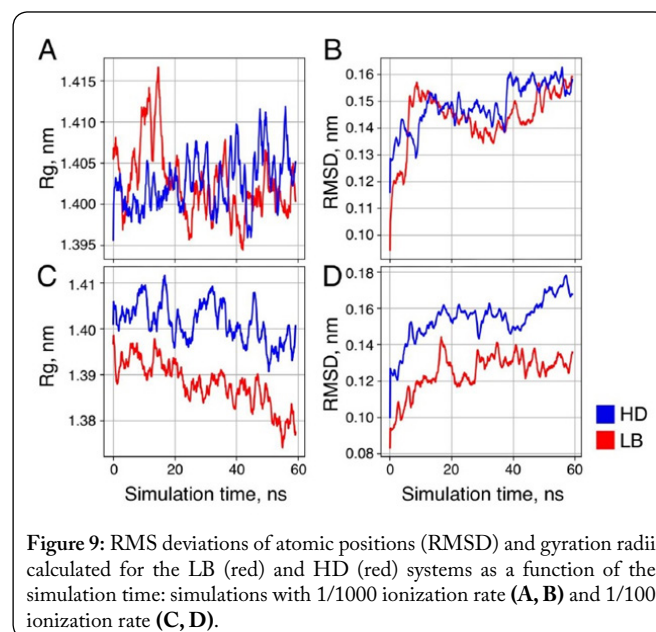 A
B
1.415
1.410
1.405
1.400
1.395
Rg, nm
0.16
0.15
0.14
0.13
0.12
0.11
0.10
RMSD, nm
C
D
1.41
1.40
1.39
1.38
Rg, nm
0.18
0.16
0.14
0.12
0.10
0.08
RMSD, nm
HD
LB
0 20 40 60
0 20 40 60
Simulation time, ns
Simulation time, ns
Figure 9: RMS deviations of atomic positions (RMSD) and gyration radii
calculated for the LB (red) and HD (red) systems as a function of the
simulation time: simulations with 1/1000 ionization rate (A, B) and 1/100
ionization rate (C, D).